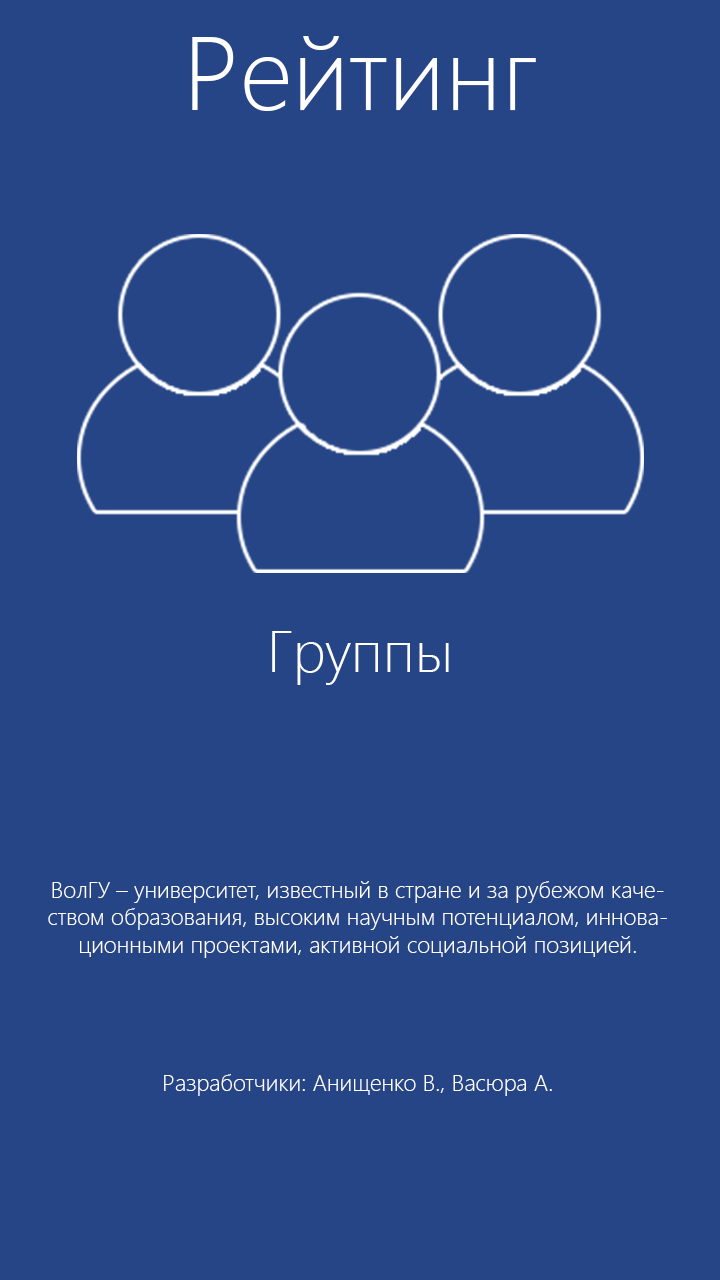 Рейтинг
Группы
ВолГУ – университет, известный в стране и за рубежом каче-
ством образования, высоким научным потенциалом, иннова-
ционными проектами, активной социальной позицией.
Разработчики: Анищенко В., Васюра А.